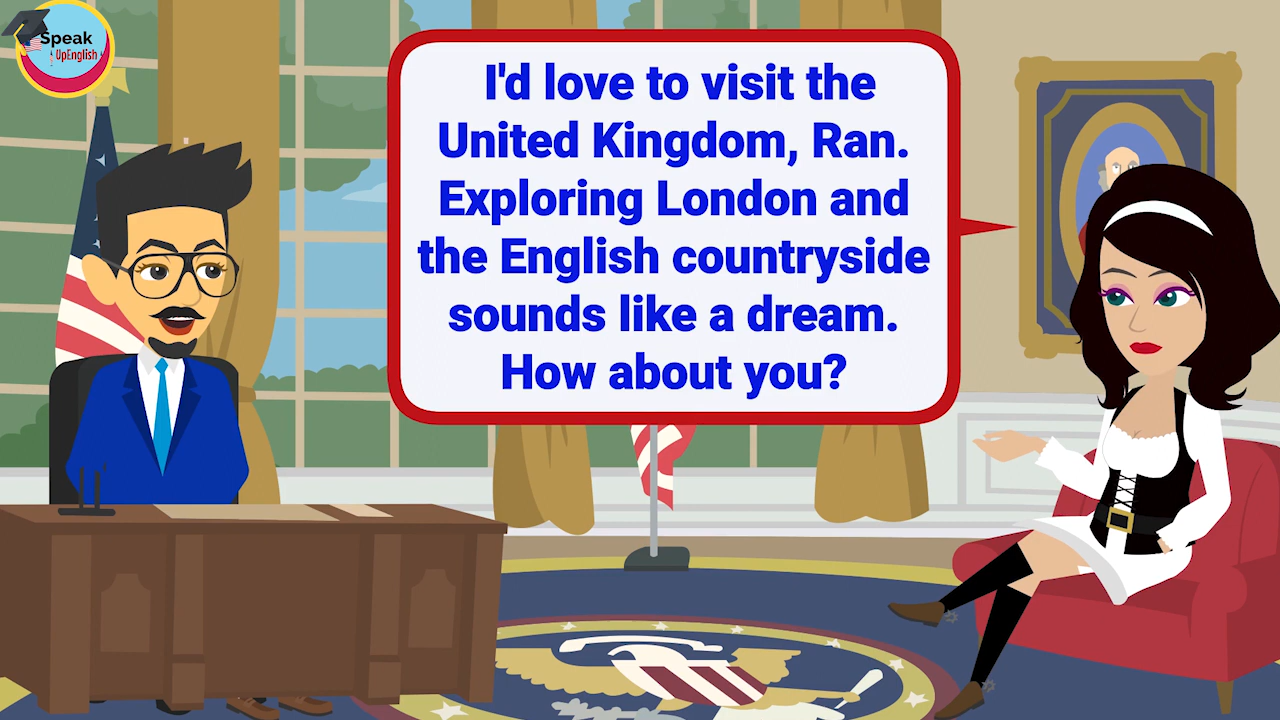 Speak
UpEnglish
I'd love to visit the
United Kingdom, Ran.
Exploring London and
the English countryside
sounds like a dream.
How about you?